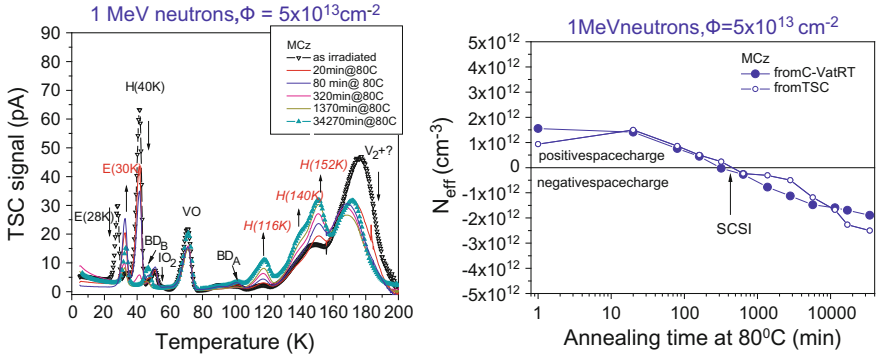 1 MeV neutrons,Φ = 5x10¹³cm-2
TSC signal (pA)
90
80
70
60
50
40
30
20
10
0
0 20 40 60 80 100 120 140 160 180 200
Temperature (K)
MCz
as irradiated
20min@80C
80 min@ 80C
320min@80C
1370min@80C
34270min@80C
H(40K)
E(30K)
E(28K)
BD_B
IO₂
VO
BD_A
H(116K)
H(140K)
H(152K)
V₂+?
1MeVneutrons,Φ=5x10¹³ cm-2
N_eff (cm-3)
5x10¹²
4x10¹²
3x10¹²
2x10¹²
1x10¹²
0
-1x10¹²
-2x10¹²
-3x10¹²
-4x10¹²
-5x10¹²
1 10 100 1000 10000
Annealing time at 80⁰C (min)
MCz
fromC-VatRT
fromTSC
positivespacecharge
negativespacecharge
SCSI